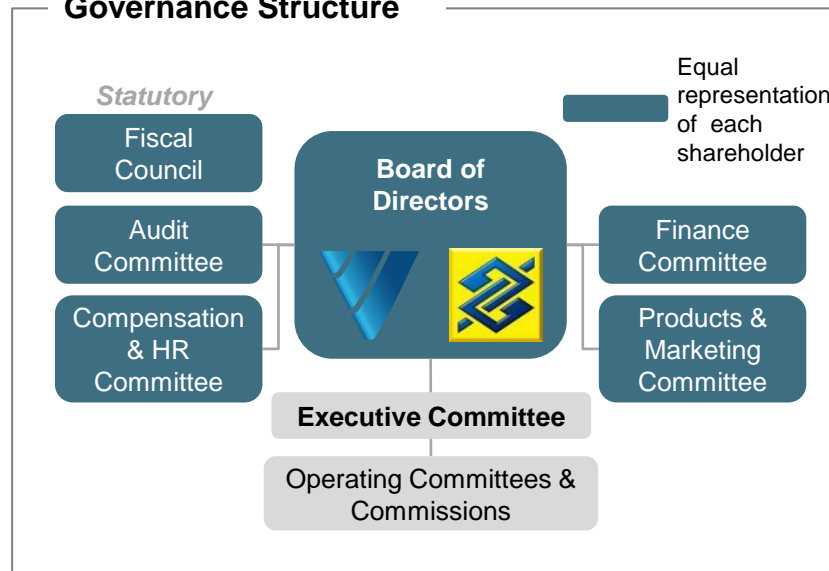 Governance Structure
Statutory
Fiscal
Council
Audit
Committee
Compensation
& HR
Committee
Board of
Directors
Equal
representation
of each
shareholder
Finance
Committee
Products &
Marketing
Committee
Executive Committee
Operating Committees &
Commissions